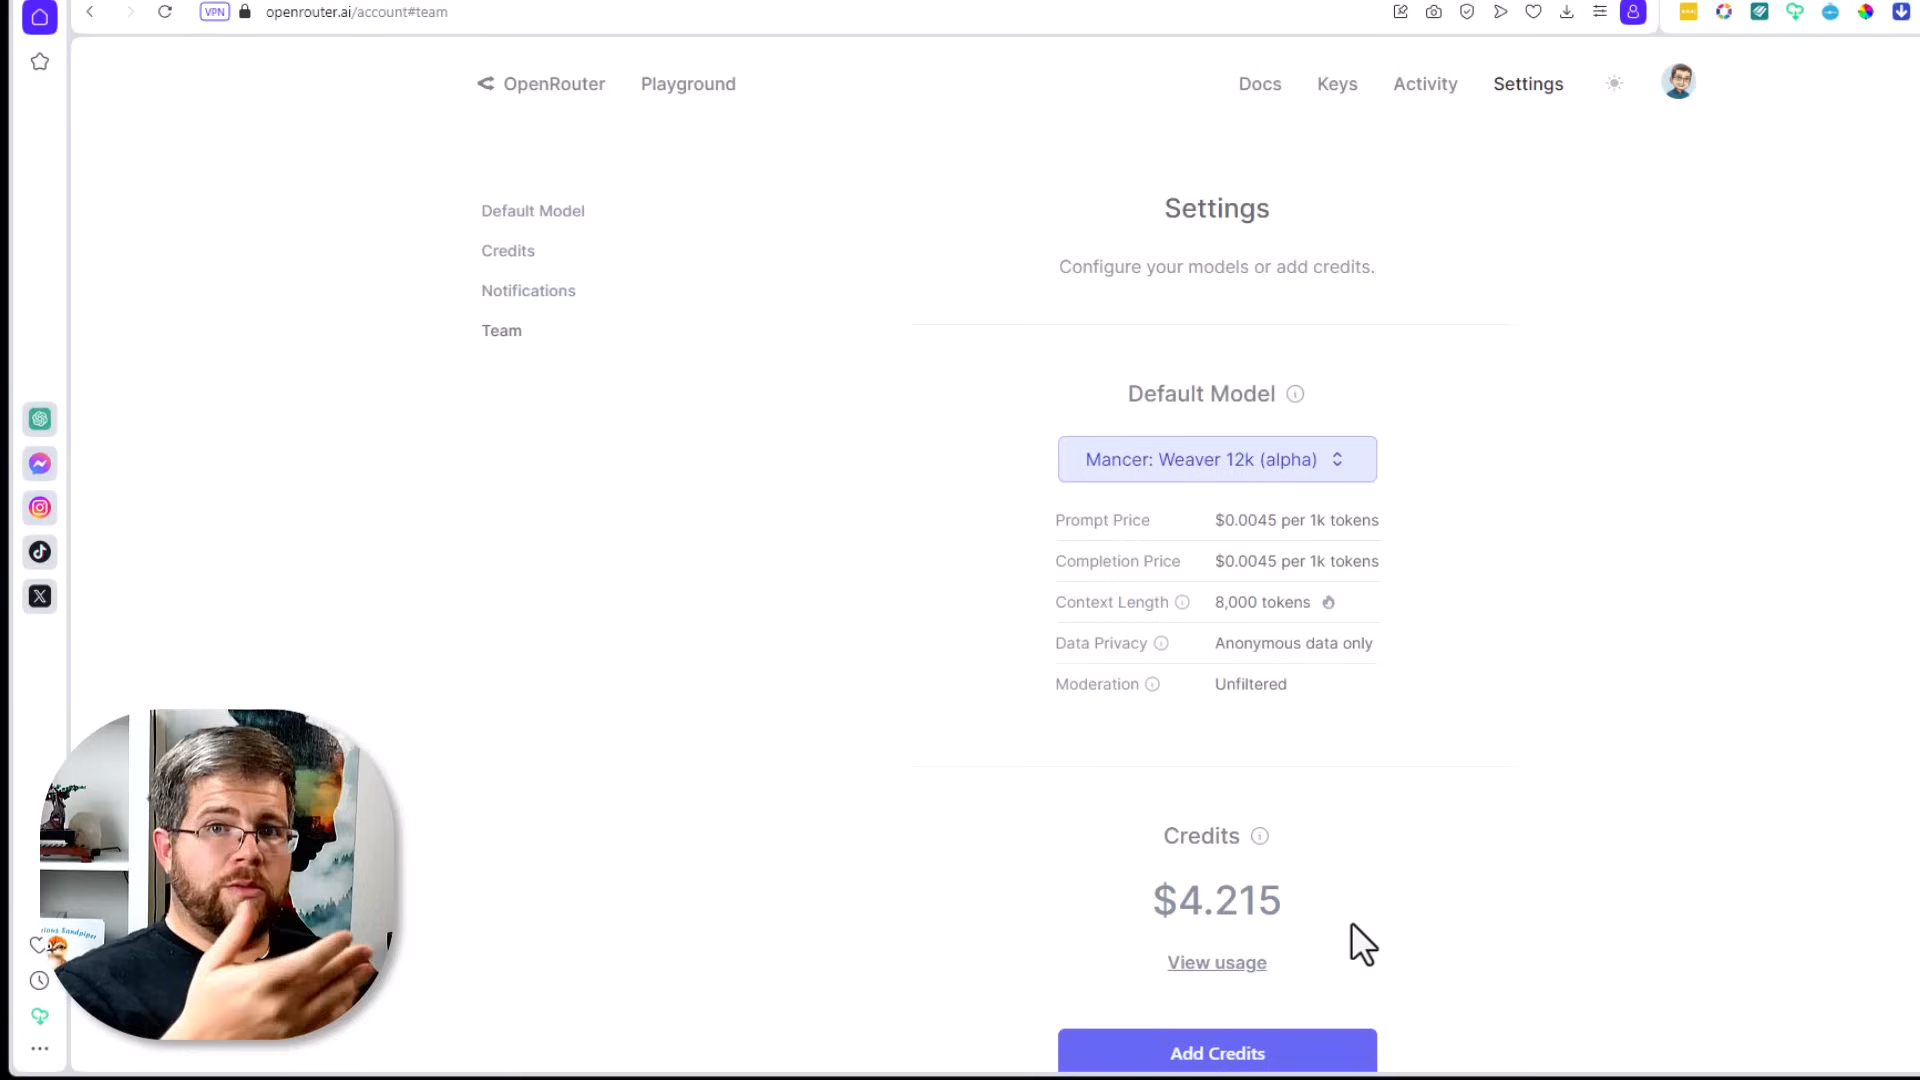 VPN openrouter.ai/account#team
OpenRouter Playground Docs Keys Activity Settings
Default Model
Credits
Notifications
Team
Settings
Configure your models or add credits.
Default Model
Mancer: Weaver 12k (alpha)
Prompt Price $0.0045 per 1k tokens
Completion Price $0.0045 per 1k tokens
Context Length 8,000 tokens
Data Privacy Anonymous data only
Moderation Unfiltered
Credits
$4.215
View usage
Add Credits
Sandpiper